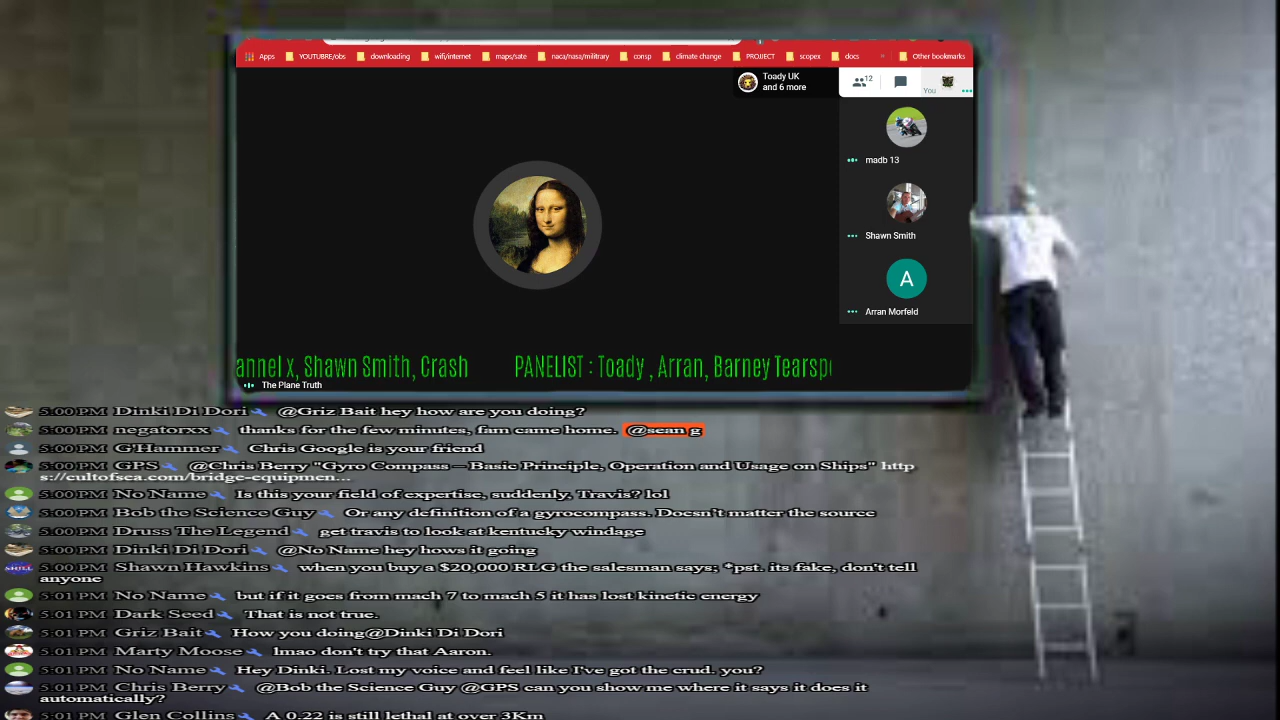 Apps YOUTUBRE/obs downloading wifi/internet maps/sate naca/nasa/militrary consp climate change PROJJECT scopex docs Other bookmarks
Toady UK
and 6 more
12
You
madb 13
Shawn Smith
A
Arran Morfeld
annel x, Shawn Smith, Crash PANELIST : Toady , Arran, Barney Tearspo
The Plane Truth
5:00 PM Dinki Di Dori @Griz Bait hey how are you doing?
5:00 PM negatorxx thanks for the few minutes, fam came home. @sean g
5:00 PM G'Hammer Chris Google is your friend
5:00 PM GPS @Chris Berry "Gyro Compass – Basic Principle, Operation and Usage on Ships" http
s://cultofsea.com/bridge-equipmen...
5:00 PM No Name Is this your field of expertise, suddenly, Travis? lol
5:00 PM Bob the Science Guy Or any definition of a gyrocompass. Doesn't matter the source
5:00 PM Druss The Legend get travis to look at kentucky windage
5:00 PM Dinki Di Dori @No Name hey hows it going
SHILL 5:00 PM Shawn Hawkins when you buy a $20,000 RLG the salesman says; *pst. its fake, don't tell
anyone
5:01 PM No Name but if it goes from mach 7 to mach 5 it has lost kinetic energy
5:01 PM Dark Seed That is not true.
5:01 PM Griz Bait How you doing@Dinki Di Dori
5:01 PM Marty Moose lmao don't try that Aaron.
5:01 PM No Name Hey Dinki. Lost my voice and feel like I've got the crud. you?
5:01 PM Chris Berry @Bob the Science Guy @GPS can you show me where it says it does it
automatically?
5:01 PM Glen Collins A 0.22 is still lethal at over 3Km